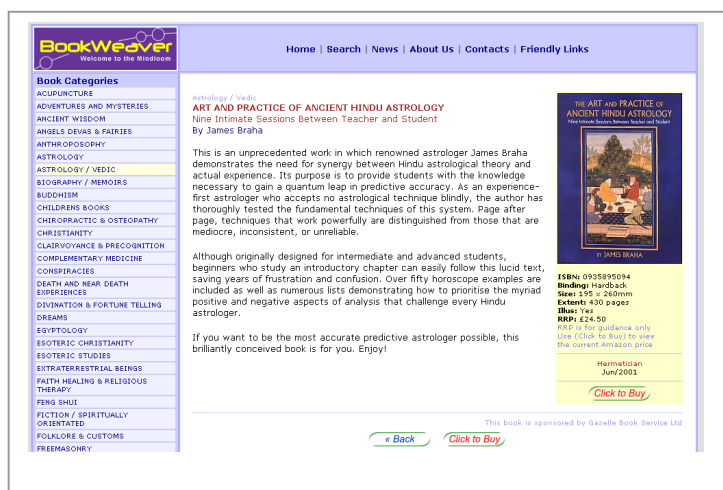 BookWeaver
Welcome to the Mindloom
Home | Search | News | About Us | Contacts | Friendly Links
Book Categories
ACUPUNCTURE
ADVENTURES AND MYSTERIES
ANCIENT WISDOM
ANGELS DEVAS & FAIRIES
ANTHROPOSOPHY
ASTROLOGY
ASTROLOGY / VEDIC
BIOGRAPHY / MEMOIRS
BUDDHISM
CHILDRENS BOOKS
CHIROPRACTIC & OSTEOPATHY
CHRISTIANITY
CLAIRVOYANCE & PRECOGNITION
COMPLEMENTARY MEDICINE
CONSPIRACIES
DEATH AND NEAR DEATH
EXPERIENCES
DIVINATION & FORTUNE TELLING
DREAMS
EGYPTOLOGY
ESOTERIC CHRISTIANITY
ESOTERIC STUDIES
EXTRATERRESTRIAL BEINGS
FAITH HEALING & RELIGIOUS
THERAPY
FENG SHUI
FICTION / SPIRITUALLY
ORIENTATED
FOLKLORE & CUSTOMS
FREEMASONRY
Astrology / Vedic
ART AND PRACTICE OF ANCIENT HINDU ASTROLOGY
Nine Intimate Sessions Between Teacher and Student
By James Braha
This is an unprecedented work in which renowned astrologer James Braha
demonstrates the need for synergy between Hindu astrological theory and
actual experience. Its purpose is to provide students with the knowledge
necessary to gain a quantum leap in predictive accuracy. As an experience-
first astrologer who accepts no astrological technique blindly, the author has
thoroughly tested the fundamental techniques of this system. Page after
page, techniques that work powerfully are distinguished from those that are
mediocre, inconsistent, or unreliable.
Although originally designed for intermediate and advanced students,
beginners who study an introductory chapter can easily follow this lucid text,
saving years of frustration and confusion. Over fifty horoscope examples are
included as well as numerous lists demonstrating how to prioritise the myriad
positive and negative aspects of analysis that challenge every Hindu
astrologer.
If you want to be the most accurate predictive astrologer possible, this
brilliantly conceived book is for you. Enjoy!
THE ART AND PRACTICE OF
ANCIENT HINDU ASTROLOGY
Nine Intimate Sessions Between Teacher and Student
BY JAMES BRAHA
ISBN: 0935895094
Binding: Hardback
Size: 195 x 260mm
Extent: 430 pages
Illus: Yes
RRP: £24.50
RRP is for guidance only
Use (Click to Buy) to view
the current Amazon price
Hermetician
Jun/2001
Click to Buy
This book is sponsored by Gazelle Book Service Ltd
« Back
Click to Buy